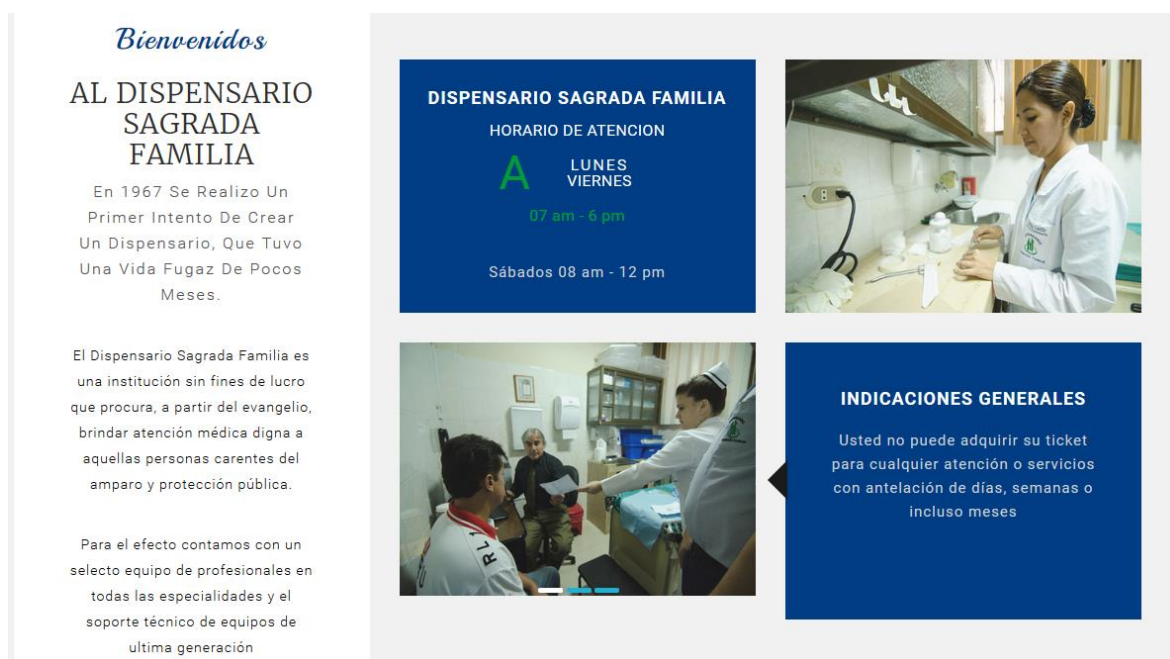 Bienvenidos
AL DISPENSARIO
SAGRADA
FAMILIA
En 1967 Se Realizo Un
Primer Intento De Crear
Un Dispensario, Que Tuvo
Una Vida Fugaz De Pocos
Meses.
El Dispensario Sagrada Familia es
una institución sin fines de lucro
que procura, a partir del evangelio,
brindar atención médica digna a
aquellas personas carentes del
amparo y protección pública.
Para el efecto contamos con un
selecto equipo de profesionales en
todas las especialidades y el
soporte técnico de equipos de
ultima generación
DISPENSARIO SAGRADA FAMILIA
HORARIO DE ATENCION
A
LUNES
VIERNES
07 am - 6 pm
Sábados 08 am - 12 pm
INDICACIONES GENERALES
Usted no puede adquirir su ticket
para cualquier atención o servicios
con antelación de días, semanas o
incluso meses